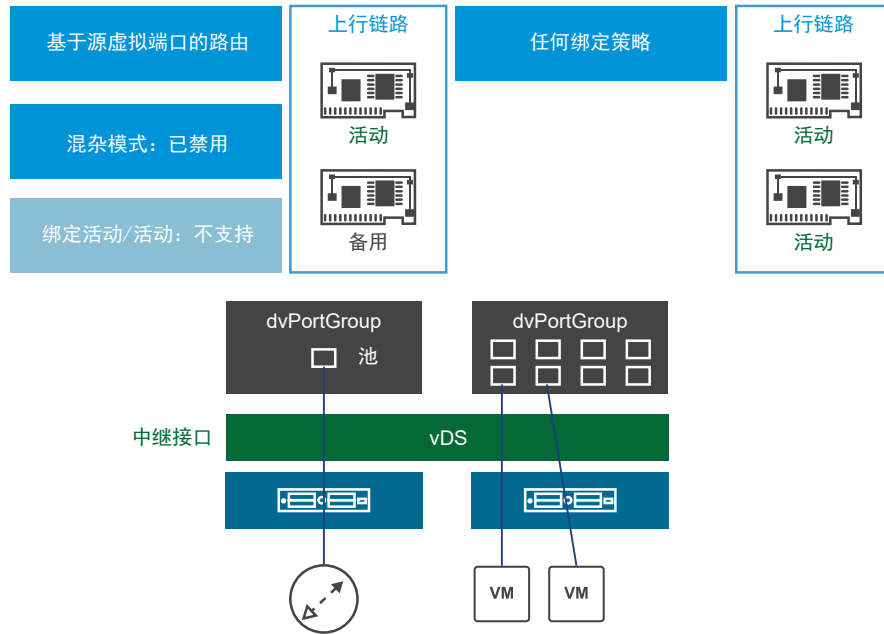 基于源虚拟端口的路由
混杂模式：已禁用
绑定活动/活动：不支持
上行链路
活动
备用
任何绑定策略
上行链路
活动
活动
dvPortGroup
池
dvPortGroup
中继接口
vDS
VM
VM